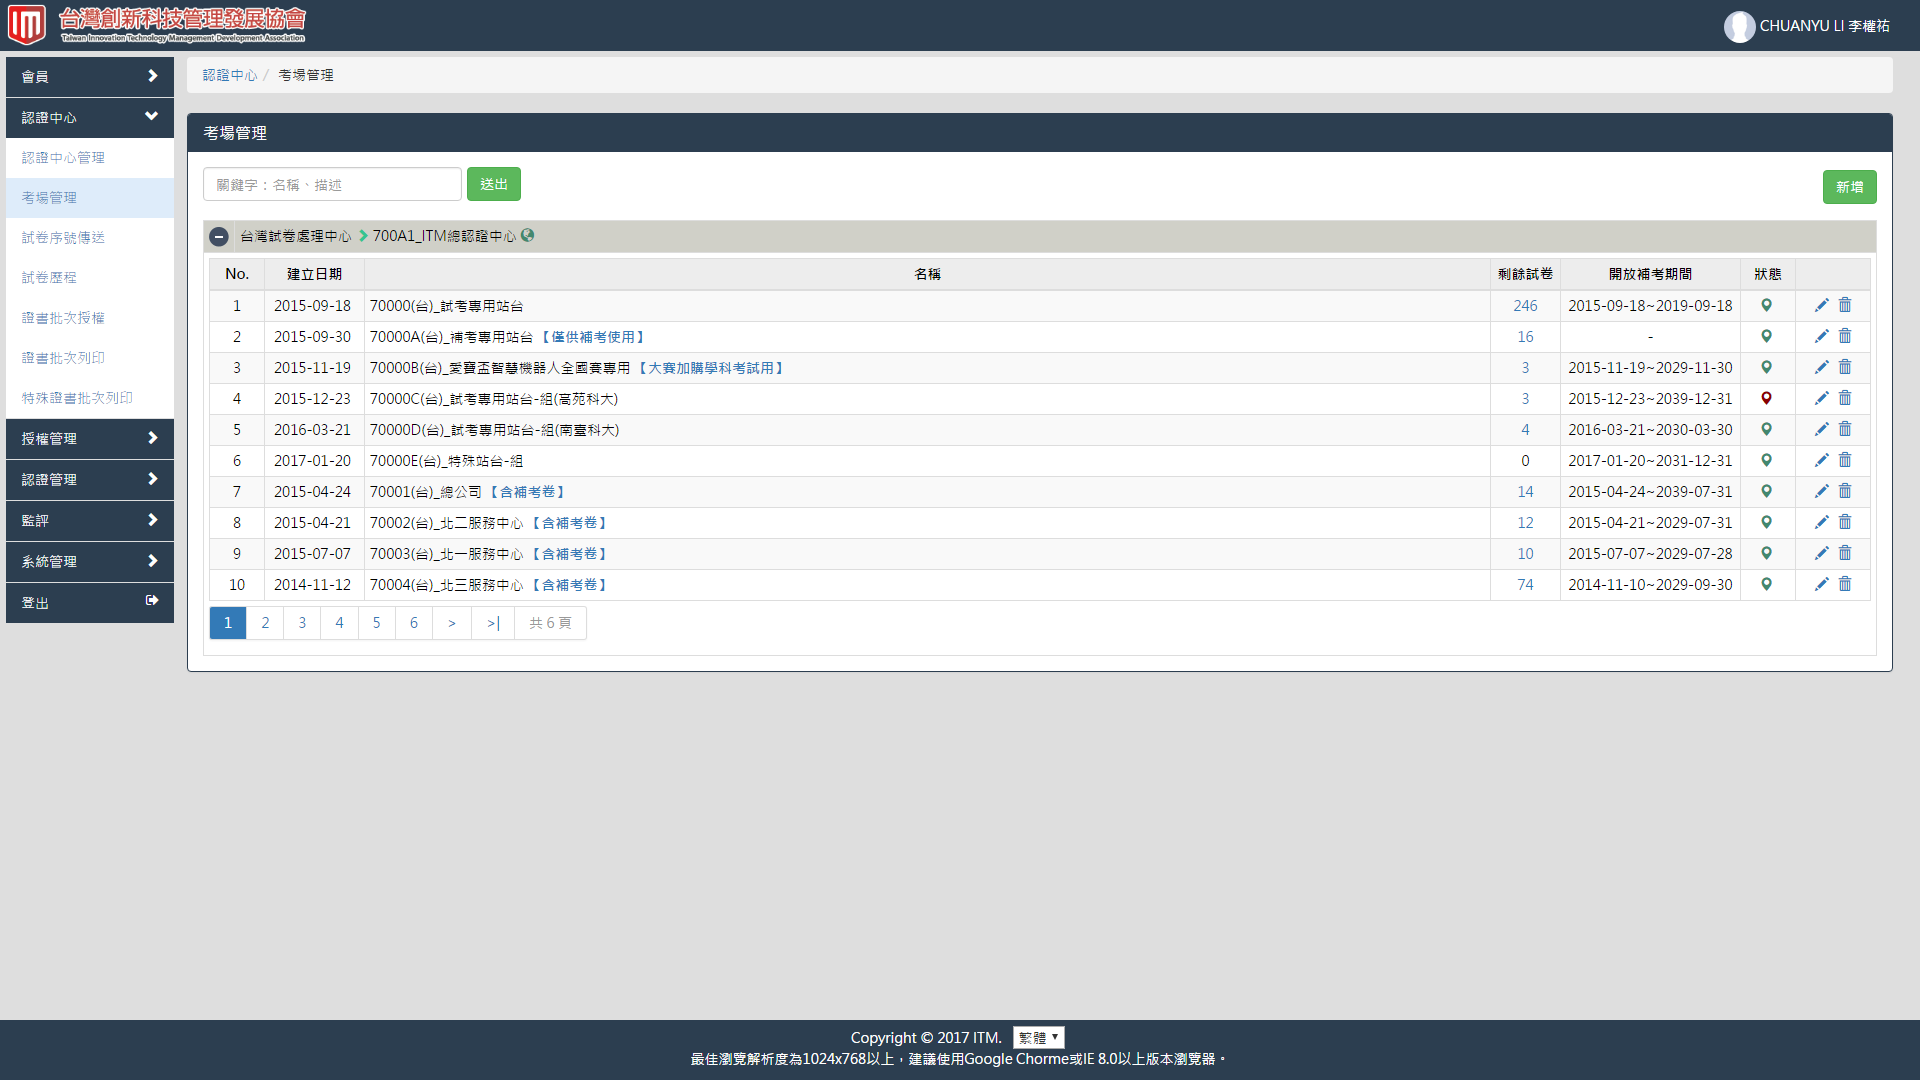 台灣創新科技管理發展協會
Taiwan Innovation Technology Management Development Association
CHUANYU LI 李權祐
會員
認證中心
認證中心管理
考場管理
試卷序號傳送
試卷歷程
證書批次授權
證書批次列印
特殊證書批次列印
授權管理
認證管理
監評
系統管理
登出
認證中心 / 考場管理
考場管理
關鍵字：名稱、描述 送出 新增
台灣試卷處理中心 700A1_ITM總認證中心
No. 建立日期 名稱 剩餘試卷 開放補考期間 狀態
1 2015-09-18 70000(台)_試考專用站台 246 2015-09-18~2019-09-18
2 2015-09-30 70000A(台)_補考專用站台【僅供補考使用】 16 -
3 2015-11-19 70000B(台)_愛寶盃智慧機器人全國賽專用【大賽加購學科考試用】 3 2015-11-19~2029-11-30
4 2015-12-23 70000C(台)_試考專用站台-組(高苑科大) 3 2015-12-23~2039-12-31
5 2016-03-21 70000D(台)_試考專用站台-組(南臺科大) 4 2016-03-21~2030-03-30
6 2017-01-20 70000E(台)_特殊站台-組 0 2017-01-20~2031-12-31
7 2015-04-24 70001(台)_總公司【含補考卷】 14 2015-04-24~2039-07-31
8 2015-04-21 70002(台)_北二服務中心【含補考卷】 12 2015-04-21~2029-07-31
9 2015-07-07 70003(台)_北一服務中心【含補考卷】 10 2015-07-07~2029-07-28
10 2014-11-12 70004(台)_北三服務中心【含補考卷】 74 2014-11-10~2029-09-30
1 2 3 4 5 6 > >| 共 6 頁
Copyright © 2017 ITM. 繁體
最佳瀏覽解析度為1024x768以上，建議使用Google Chorme或IE 8.0以上版本瀏覽器。